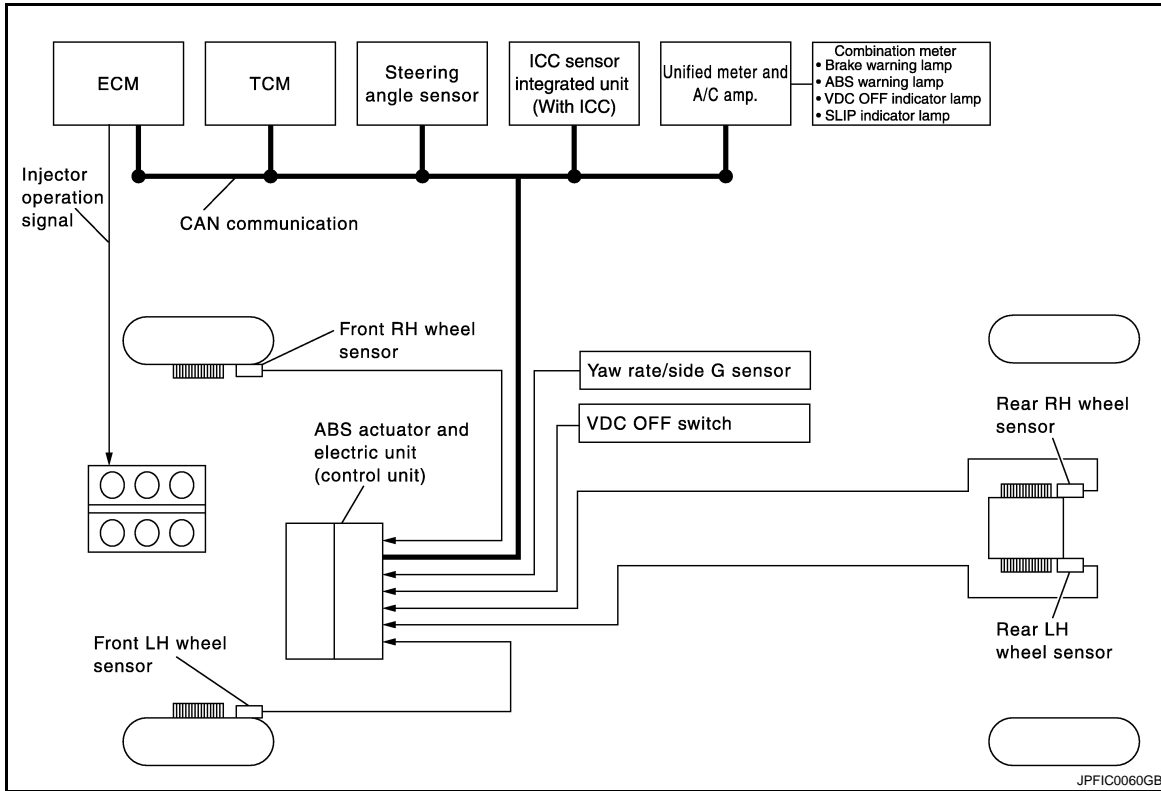 ECM
TCM
Steering
angle sensor
ICC sensor
integrated unit
(With ICC)
Unified meter and
A/C amp.
Combination meter
• Brake warning lamp
• ABS warning lamp
• VDC OFF indicator lamp
• SLIP indicator lamp
Injector
operation
signal
CAN communication
Front RH wheel
sensor
Yaw rate/side G sensor
VDC OFF switch
Rear RH wheel
sensor
ABS actuator and
electric unit
(control unit)
Front LH wheel
sensor
Rear LH
wheel sensor
JPFIC0060GB